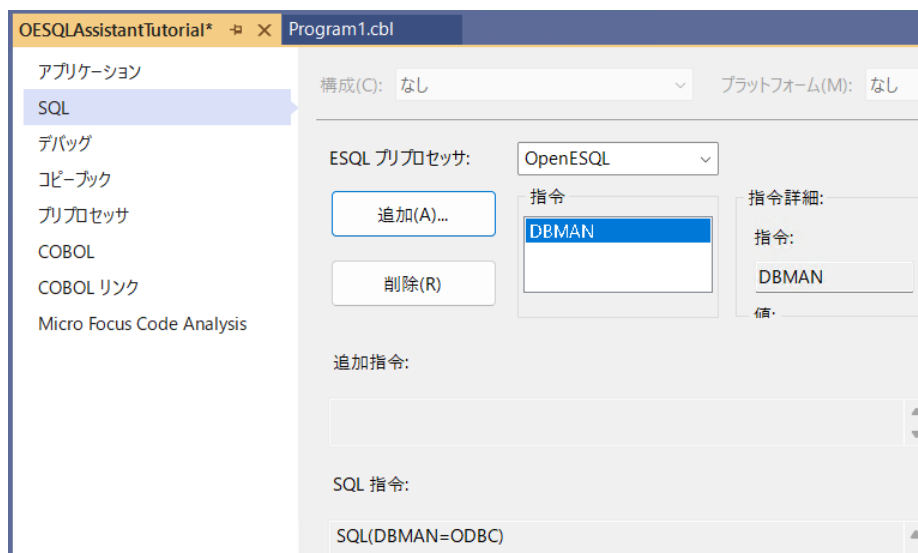 OESQLAssistantTutorial* Program1.cbl
アプリケーション
SQL
デバッグ
コピーブック
プリプロセッサ
COBOL
COBOL リンク
Micro Focus Code Analysis
構成(C): なし プラットフォーム(M): なし
ESQL プリプロセッサ: OpenESQL
追加(A)...
削除(R)
指令
DBMAN
指令詳細:
指令:
DBMAN
値:
追加指令:
SQL 指令:
SQL(DBMAN=ODBC)